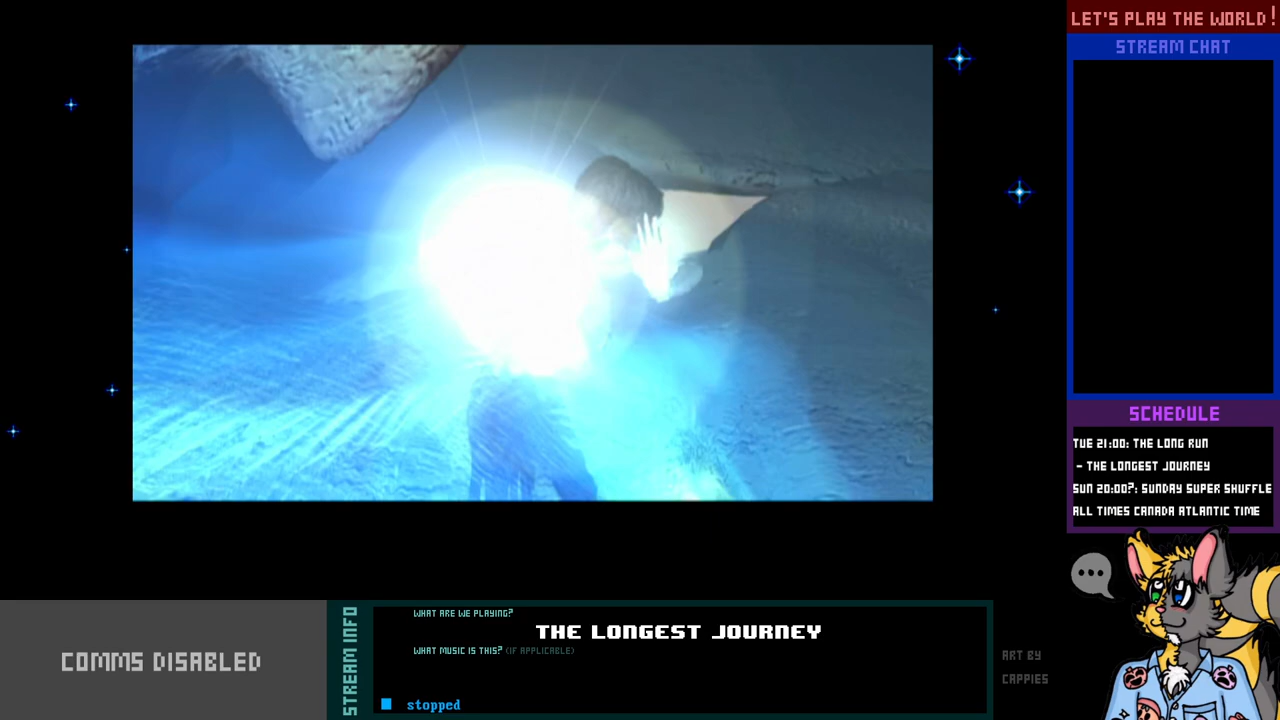 LET'S PLAY THE WORLD!
STREAM CHAT
SCHEDULE
TUE 21:00: THE LONG RUN
- THE LONGEST JOURNEY
SUN 20:00?: SUNDAY SUPER SHUFFLE
ALL TIMES CANADA ATLANTIC TIME
COMMS DISABLED
STREAM INFO
WHAT ARE WE PLAYING?
THE LONGEST JOURNEY
WHAT MUSIC IS THIS? (IF APPLICABLE)
stopped
ART BY
CAPPIES